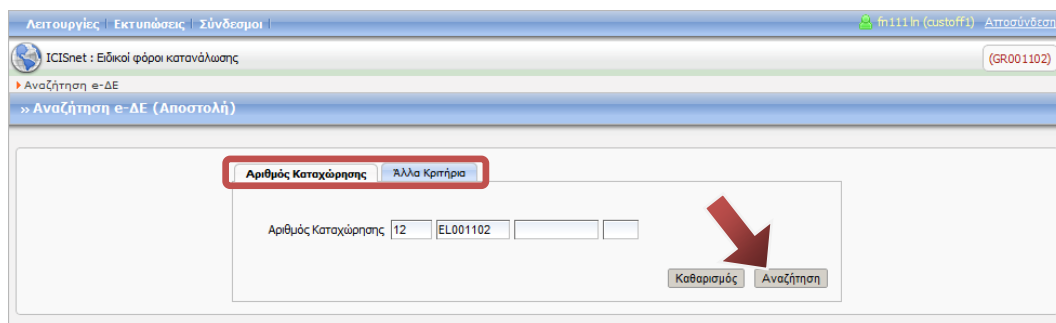 Λειτουργίες Εκτυπώσεις Σύνδεσμοι fn111 ln (custoff1) Αποσύνδεση
ICISnet : Ειδικοί φόροι κατανάλωσης (GR001102)
Αναζήτηση e-ΔΕ
» Αναζήτηση e-ΔΕ (Αποστολή)
Αριθμός Καταχώρησης Άλλα Κριτήρια
Αριθμός Καταχώρησης 12 EL001102
Καθαρισμός Αναζήτηση